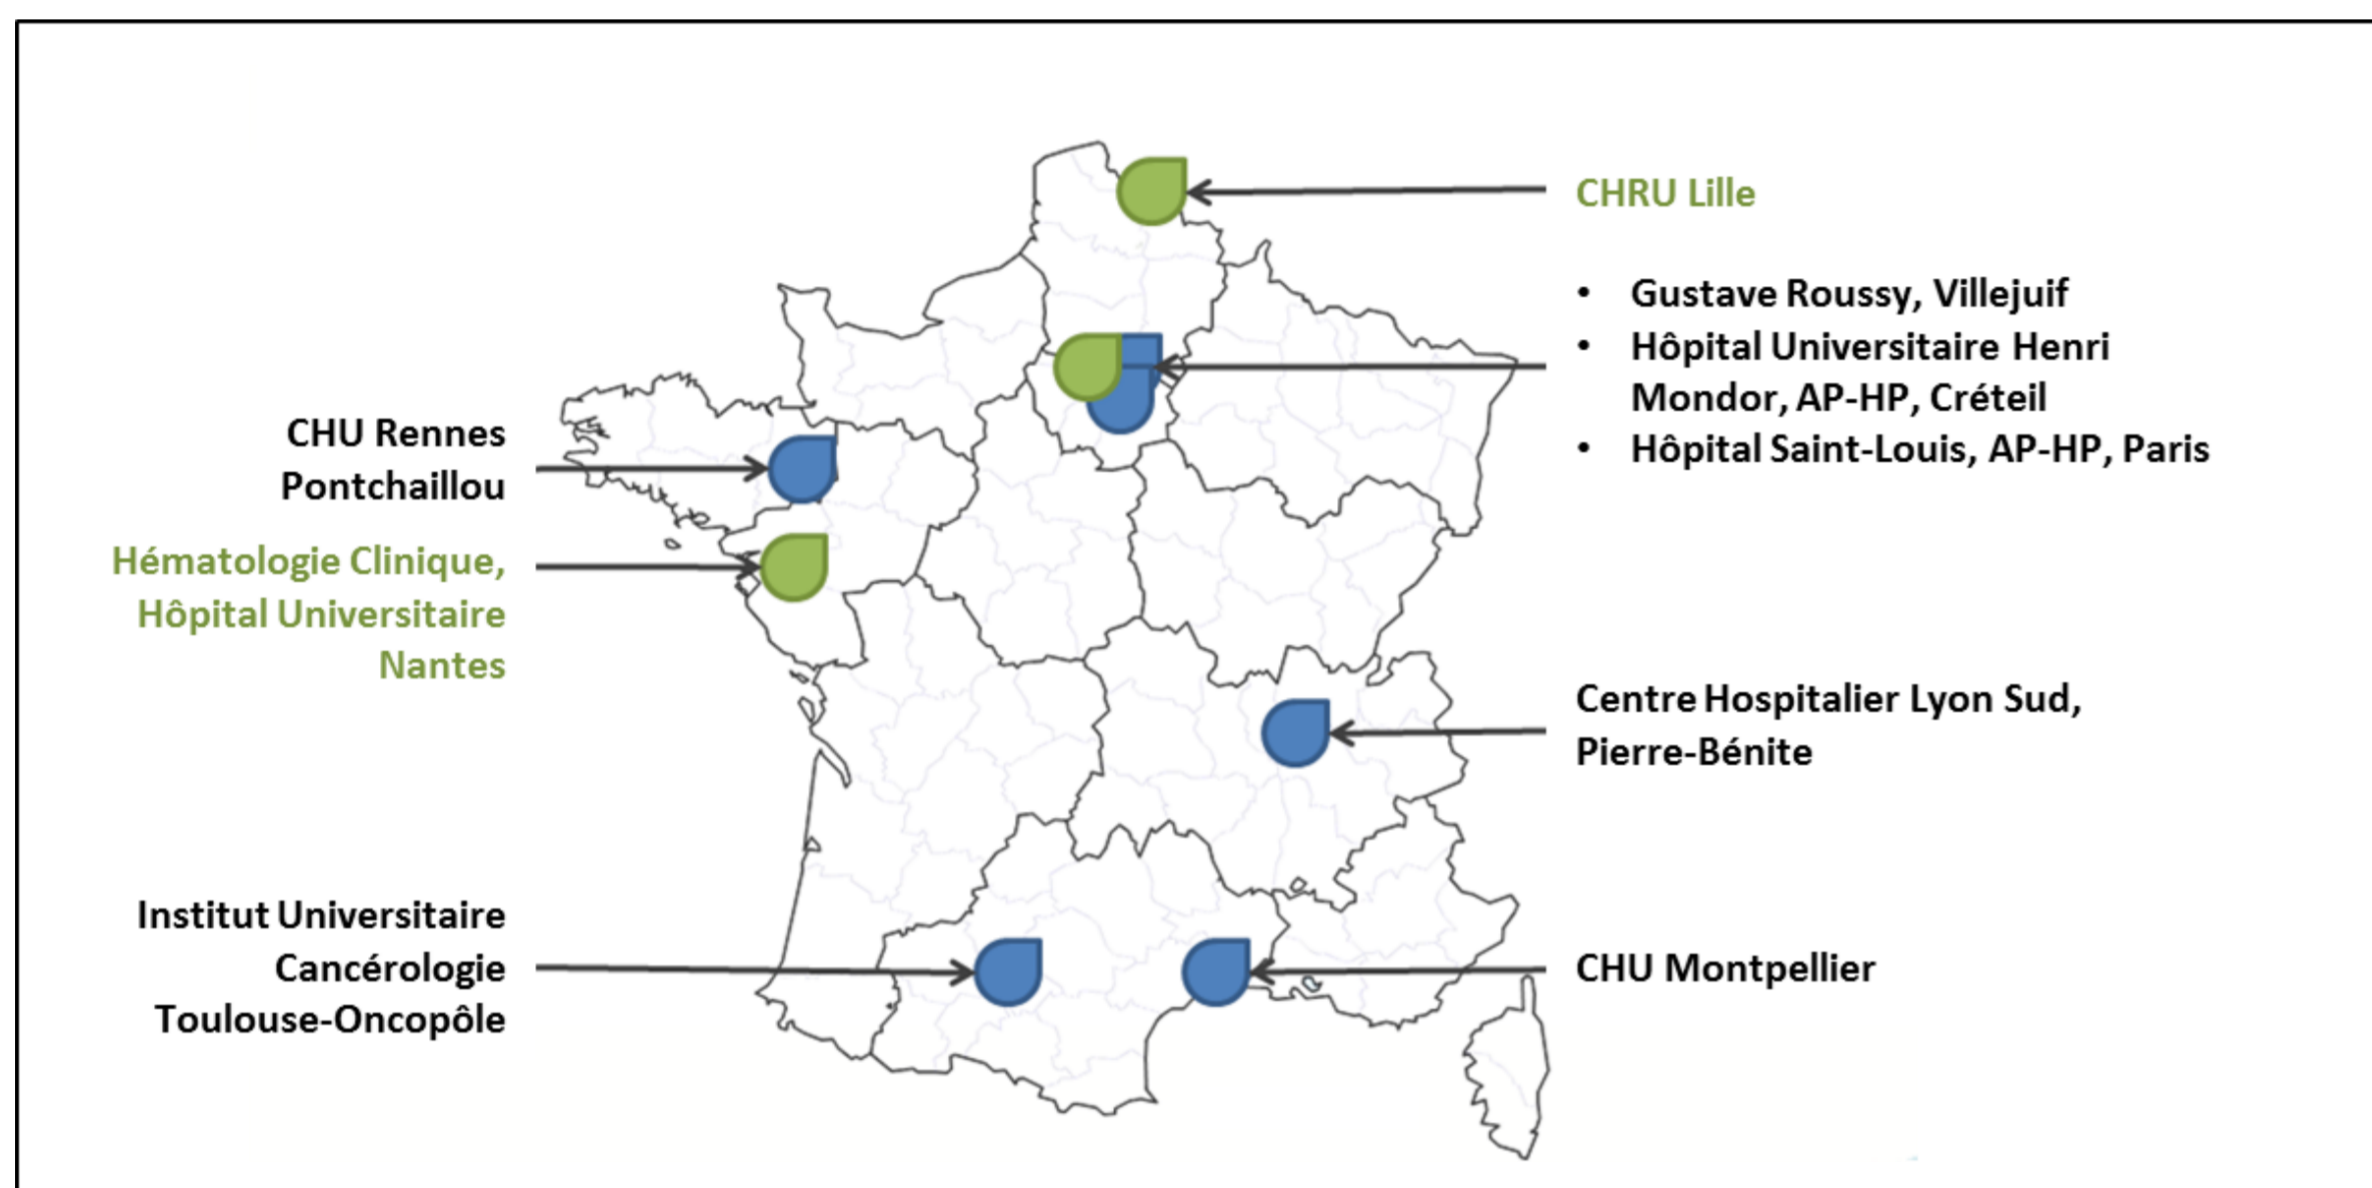 CHRU Lille
• Gustave Roussy, Villejuif
• Hôpital Universitaire Henri
Mondor, AP-HP, Créteil
• Hôpital Saint-Louis, AP-HP, Paris
CHU Rennes
Pontchaillou
Hématologie Clinique,
Hôpital Universitaire
Nantes
Centre Hospitalier Lyon Sud,
Pierre-Bénite
Institut Universitaire
Cancérologie
Toulouse-Oncopôle
CHU Montpellier